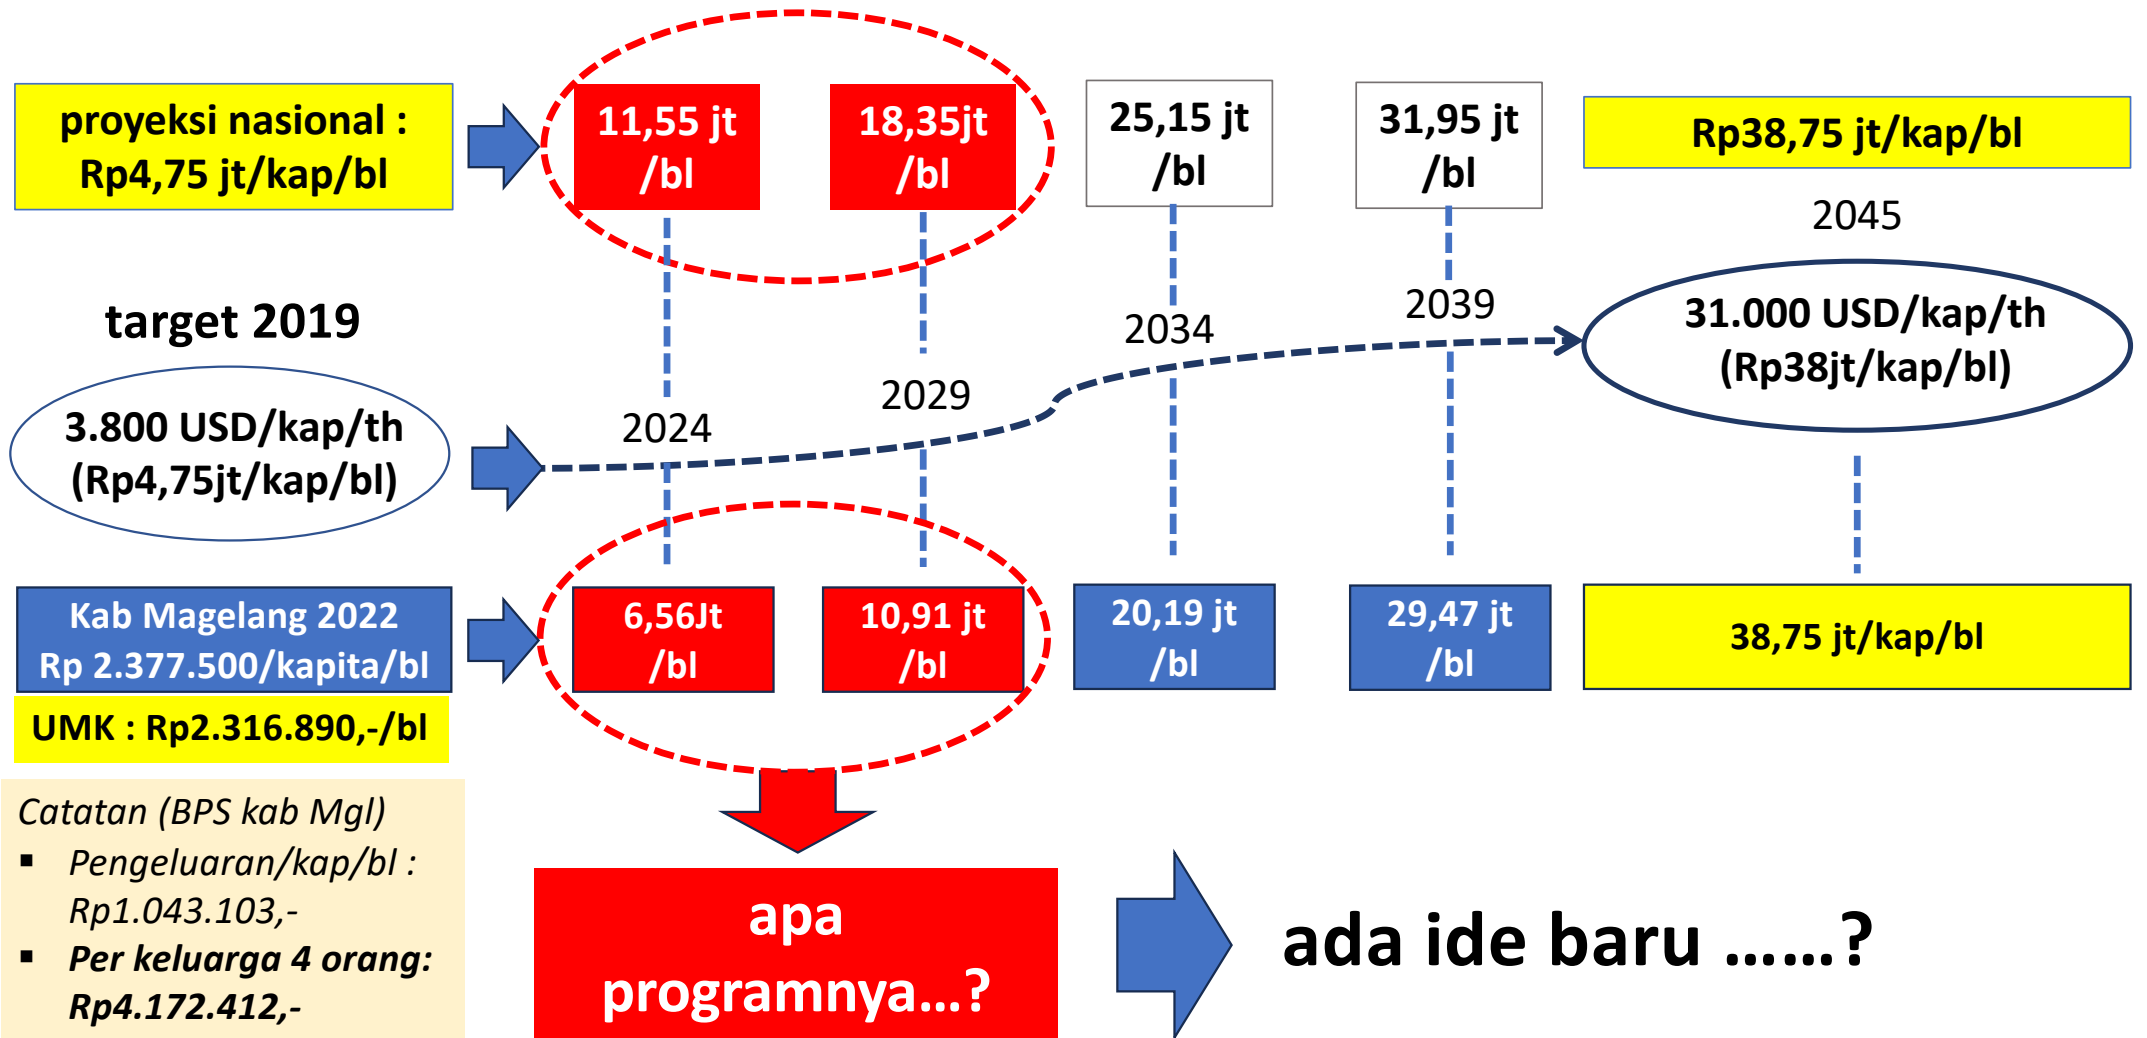 proyeksi nasional :
Rp4,75 jt/kap/bl
11,55 jt
/bl
18,35jt
/bl
25,15 jt
/bl
31,95 jt
/bl
Rp38,75 jt/kap/bl
2045
target 2019
3.800 USD/kap/th
(Rp4,75jt/kap/bl)
2024
2029
2034
2039
31.000 USD/kap/th
(Rp38jt/kap/bl)
Kab Magelang 2022
Rp 2.377.500/kapita/bl
6,56Jt
/bl
10,91 jt
/bl
20,19 jt
/bl
29,47 jt
/bl
38,75 jt/kap/bl
UMK : Rp2.316.890,-/bl
Catatan (BPS kab Mgl)
▪ Pengeluaran/kap/bl :
Rp1.043.103,-
▪ Per keluarga 4 orang:
Rp4.172.412,-
apa
programnya...?
ada ide baru ......?